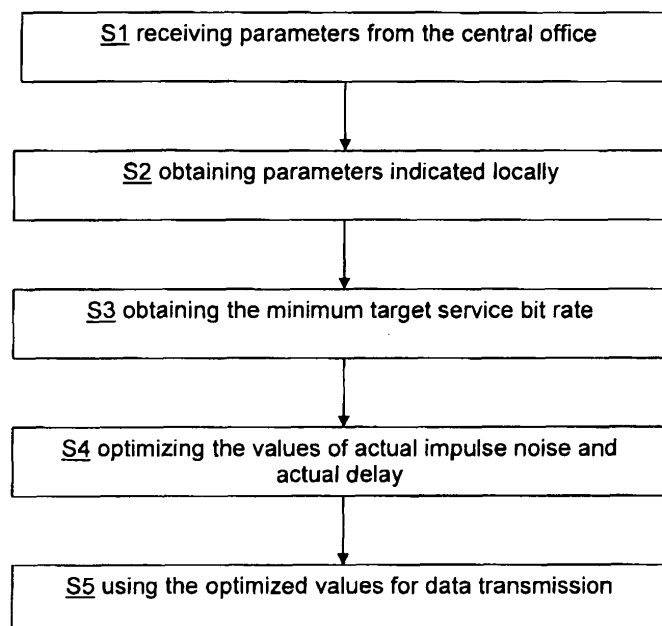 S1 receiving parameters from the central office
S2 obtaining parameters indicated locally
S3 obtaining the minimum target service bit rate
S4 optimizing the values of actual impulse noise and
actual delay
S5 using the optimized values for data transmission